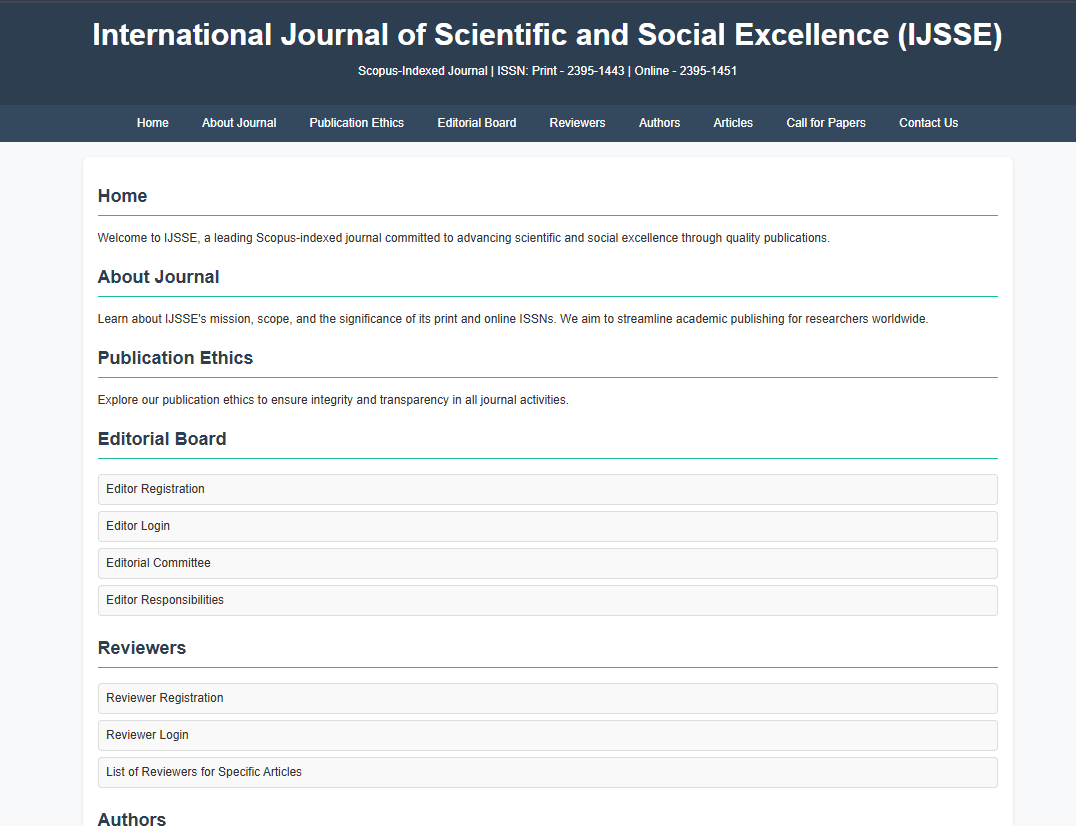 International Journal of Scientific and Social Excellence (IJSSE)
Scopus-Indexed Journal | ISSN: Print - 2395-1443 | Online - 2395-1451
Home About Journal Publication Ethics Editorial Board Reviewers Authors Articles Call for Papers Contact Us
Home
Welcome to IJSSE, a leading Scopus-indexed journal committed to advancing scientific and social excellence through quality publications.
About Journal
Learn about IJSSE's mission, scope, and the significance of its print and online ISSNs. We aim to streamline academic publishing for researchers worldwide.
Publication Ethics
Explore our publication ethics to ensure integrity and transparency in all journal activities.
Editorial Board
Editor Registration
Editor Login
Editorial Committee
Editor Responsibilities
Reviewers
Reviewer Registration
Reviewer Login
List of Reviewers for Specific Articles
Authors